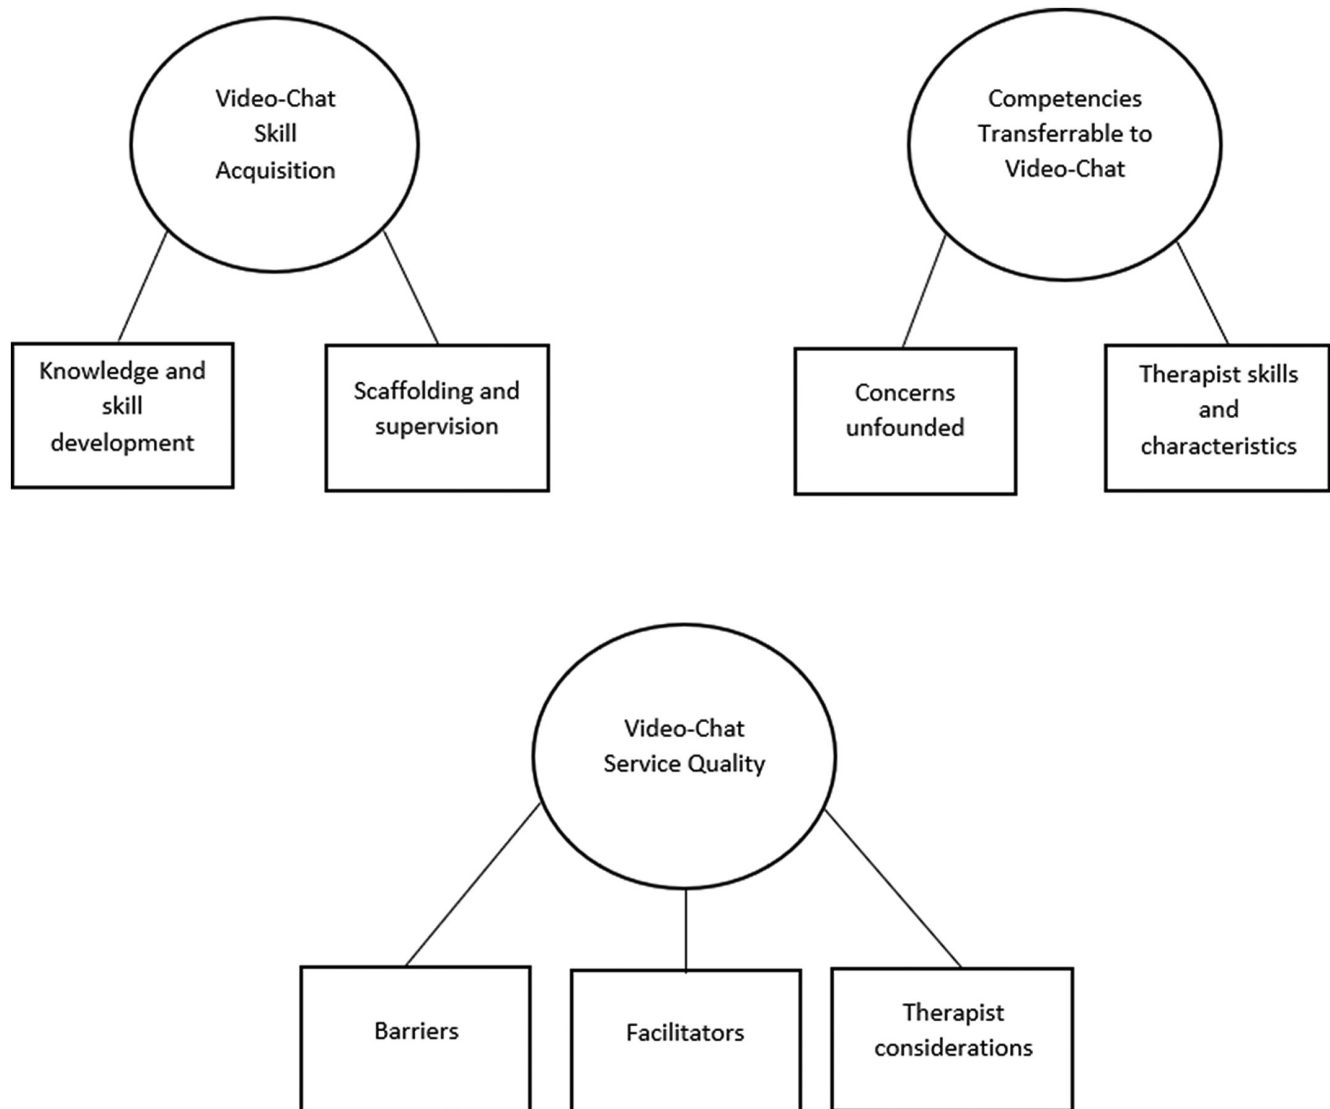 Video-Chat
Skill
Acquisition
Competencies
Transferrable to
Video-Chat
Knowledge and
skill
development
Scaffolding and
supervision
Concerns
unfounded
Therapist skills
and
characteristics
Video-Chat
Service Quality
Barriers
Facilitators
Therapist
considerations